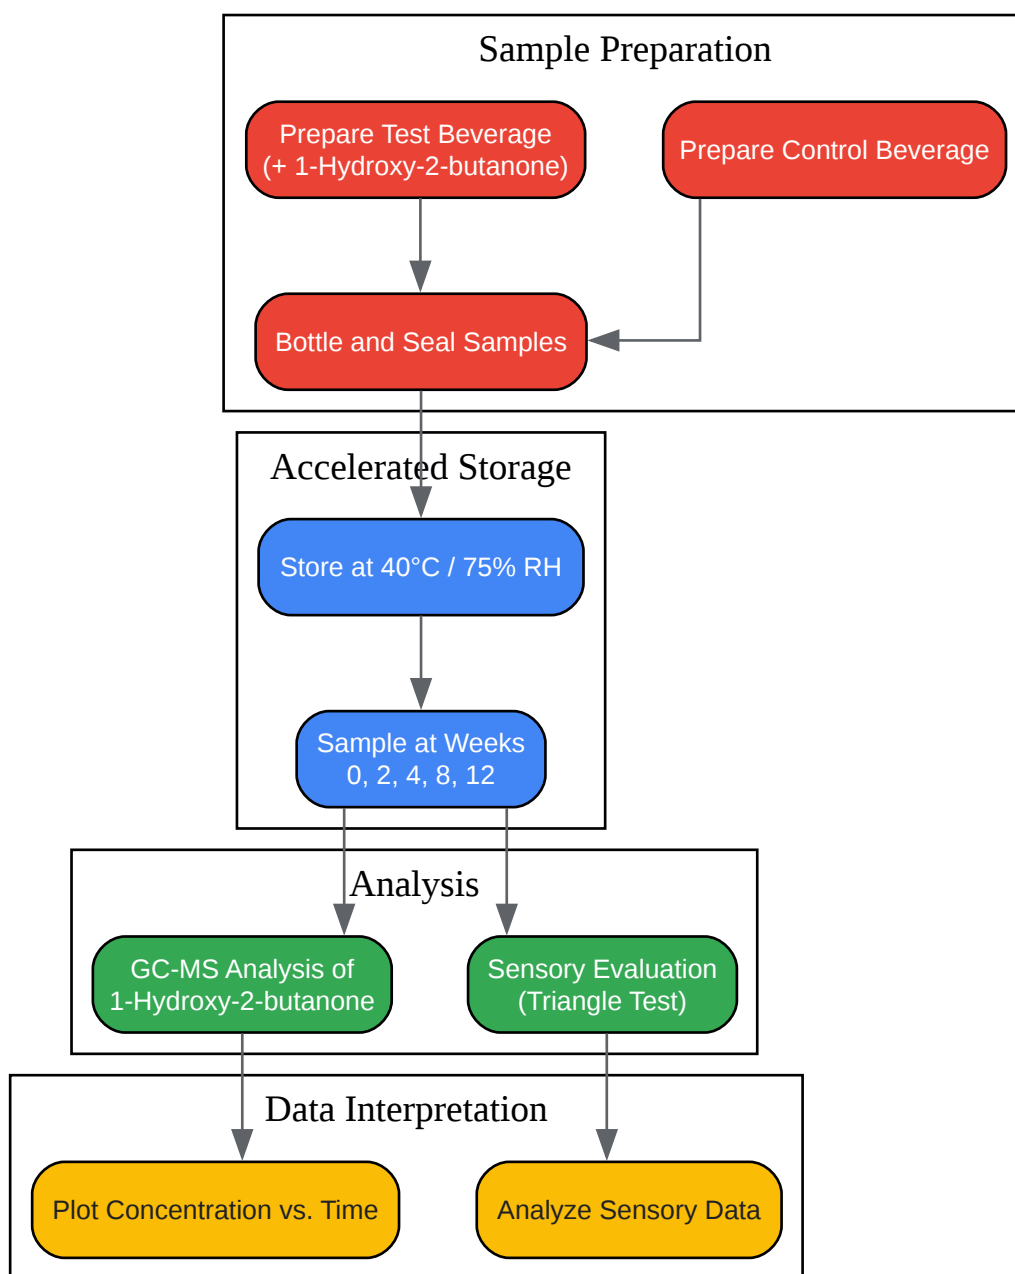 Sample Preparation
Prepare Test Beverage
(+ 1-Hydroxy-2-butanone)
Prepare Control Beverage
Bottle and Seal Samples
Accelerated Storage
Store at 40°C / 75% RH
Sample at Weeks
0, 2, 4, 8, 12
Analysis
GC-MS Analysis of
1-Hydroxy-2-butanone
Sensory Evaluation
(Triangle Test)
Data Interpretation
Plot Concentration vs. Time
Analyze Sensory Data